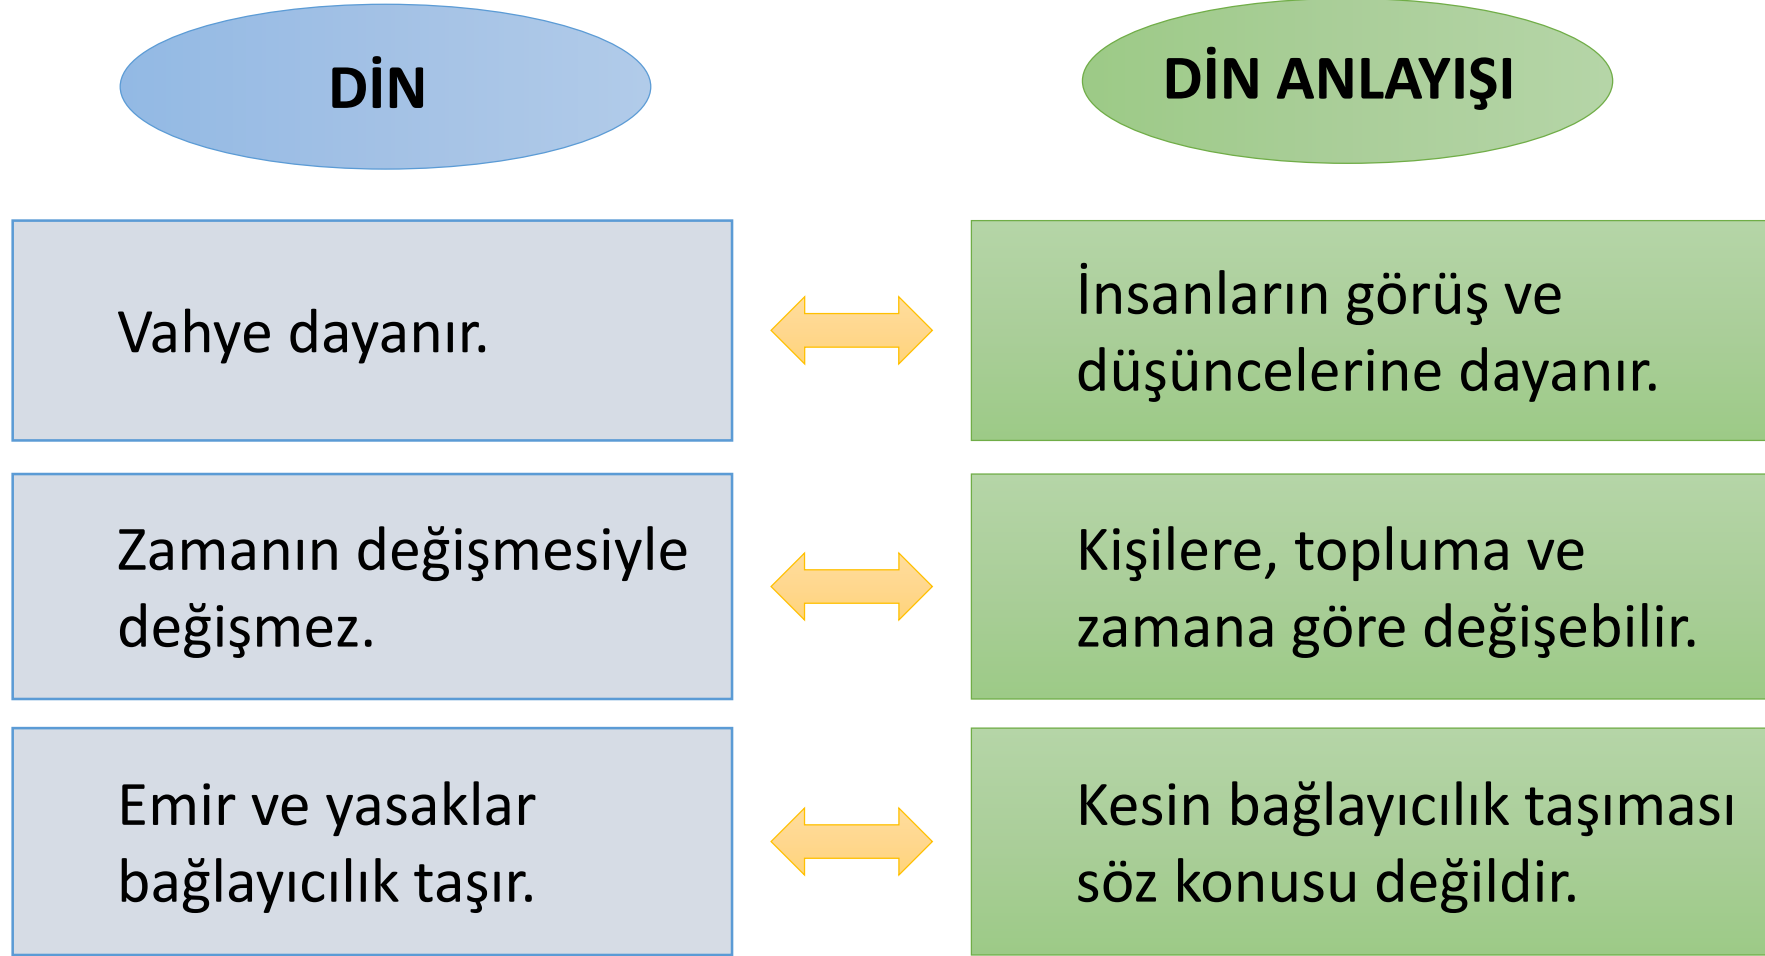 DİN
DİN ANLAYIŞI
Vahye dayanır.
İnsanların görüş ve
düşüncelerine dayanır.
Zamanın değişmesiyle
değişmez.
Kişilere, topluma ve
zamana göre değişebilir.
Emir ve yasaklar
bağlayıcılık taşır.
Kesin bağlayıcılık taşıması
söz konusu değildir.